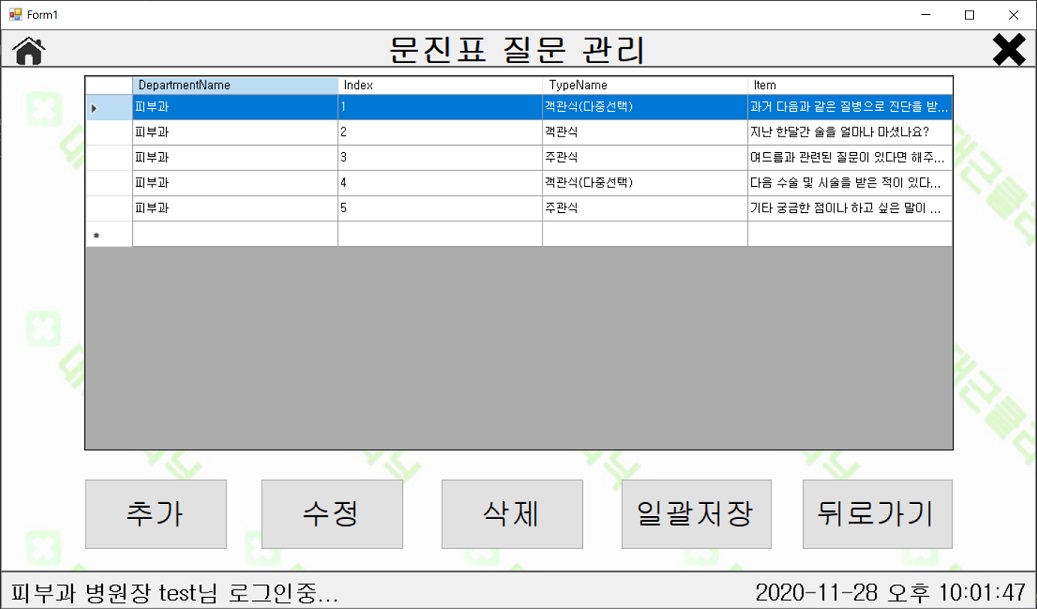 Form1
문진표 질문 관리
DepartmentName Index TypeName Item
피부과 1 객관식(다중선택) 과거 다음과 같은 질병으로 진단을 받...
피부과 2 객관식 지난 한달간 술을 얼마나 마셨나요?
피부과 3 주관식 여드름과 관련된 질문이 있다면 해주...
피부과 4 객관식(다중선택) 다음 수술 및 시술을 받은 적이 있다...
피부과 5 주관식 기타 궁금한 점이나 하고 싶은 말이 ...
추가 수정 삭제 일괄저장 뒤로가기
피부과 병원장 test님 로그인중... 2020-11-28 오후 10:01:47